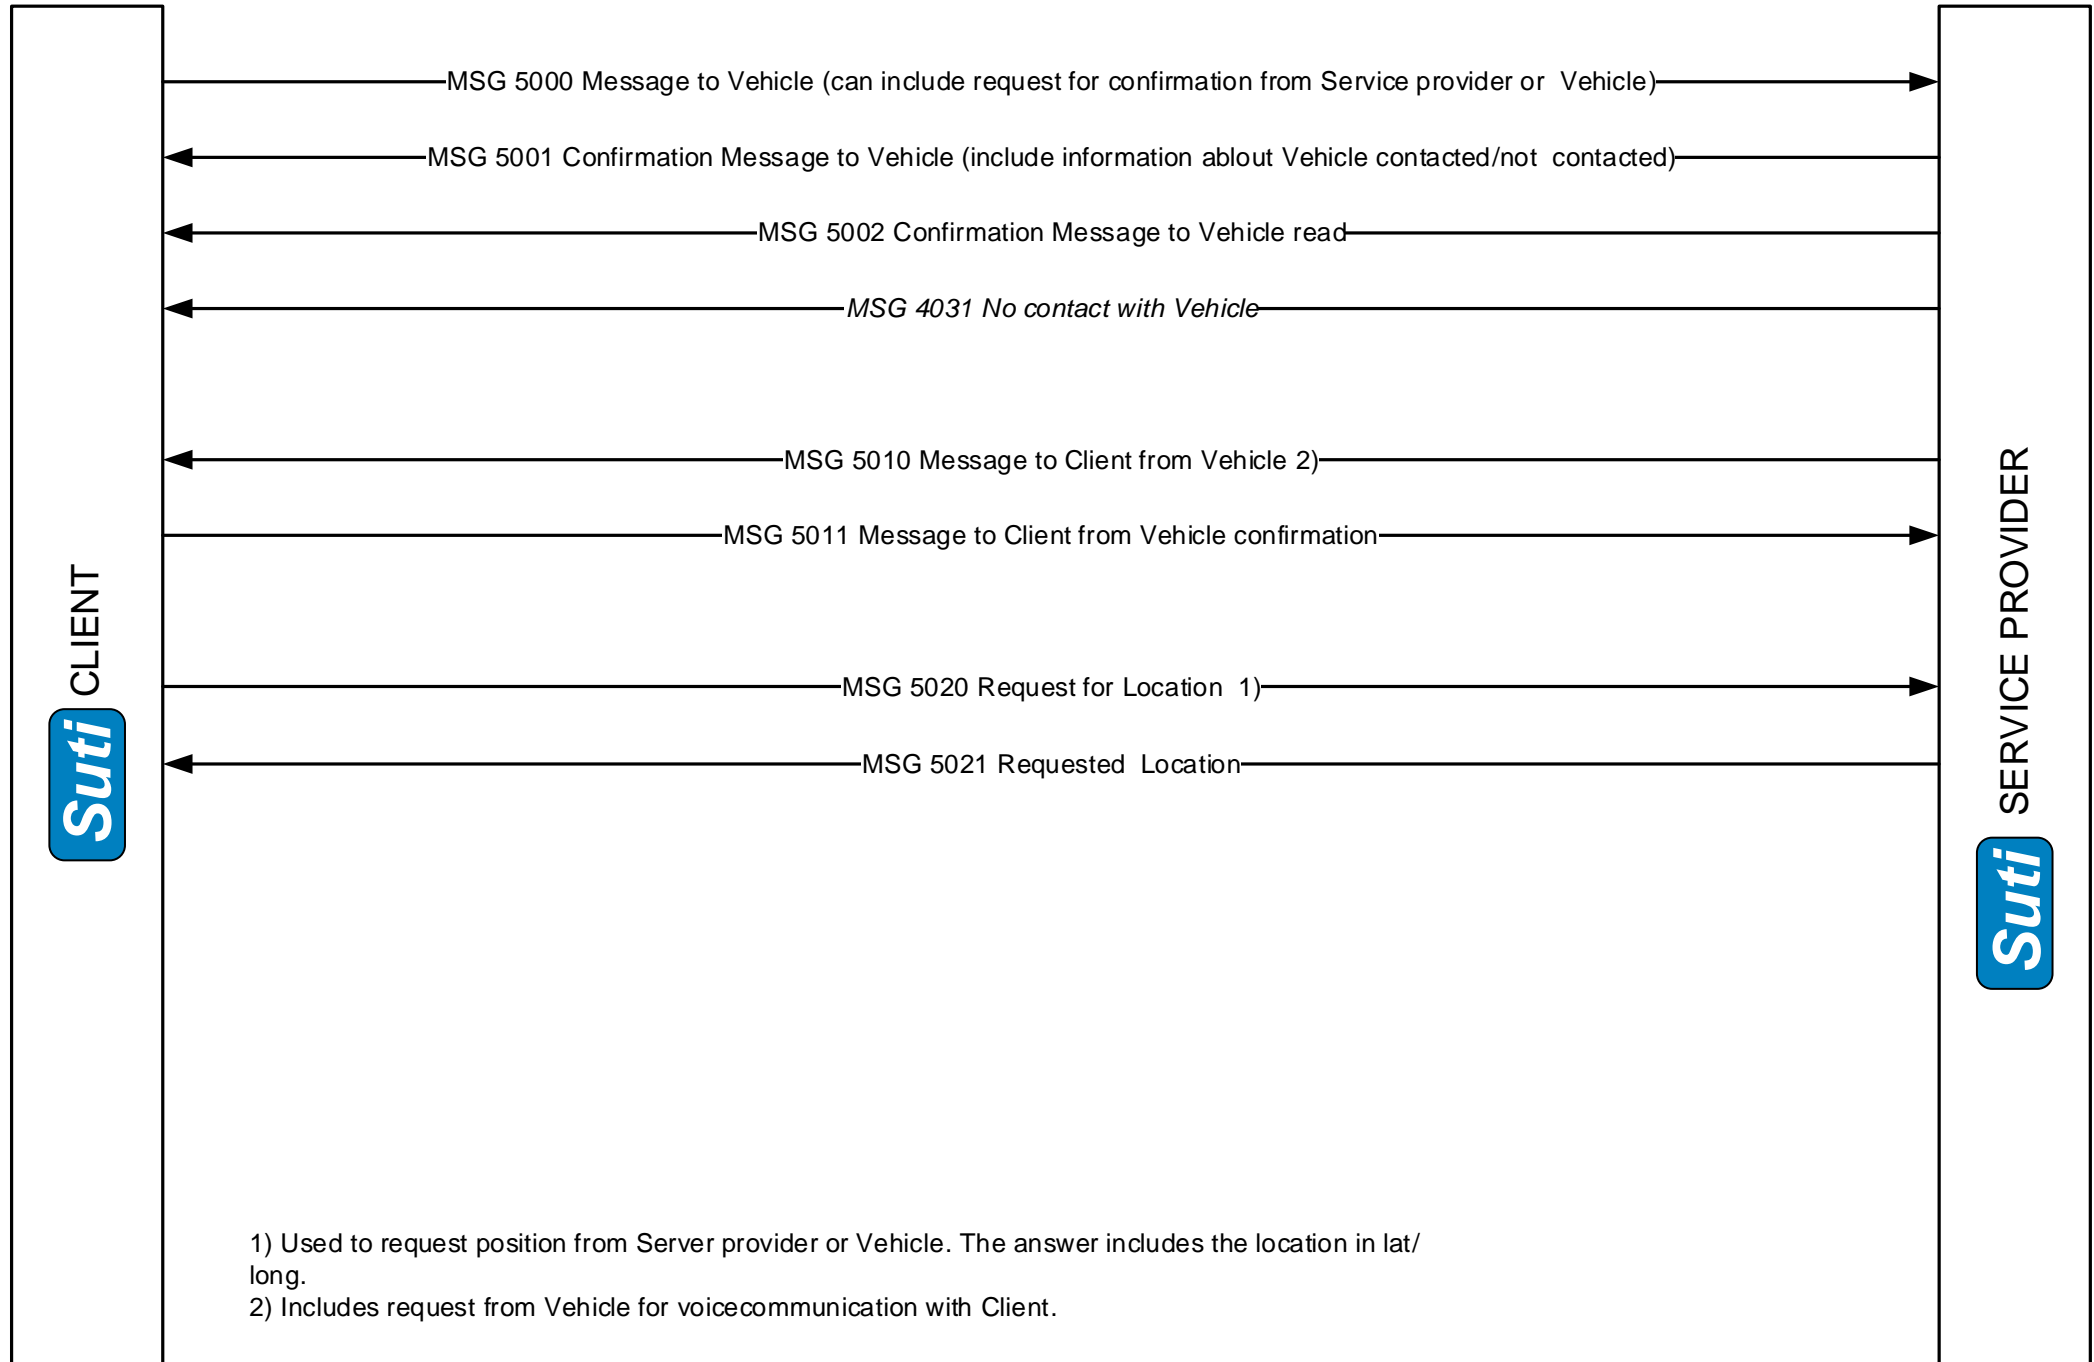 MSG 5000 Message to Vehicle (can include request for confirmation from Service provider or Vehicle)
MSG 5001 Confirmation Message to Vehicle (include information ablout Vehicle contacted/not contacted)
MSG 5002 Confirmation Message to Vehicle read
MSG 4031 No contact with Vehicle
MSG 5010 Message to Client from Vehicle 2)
MSG 5011 Message to Client from Vehicle confirmation
MSG 5020 Request for Location 1)
MSG 5021 Requested Location
Suti CLIENT
Suti SERVICE PROVIDER
1) Used to request position from Server provider or Vehicle. The answer includes the location in lat/
long.
2) Includes request from Vehicle for voicecommunication with Client.